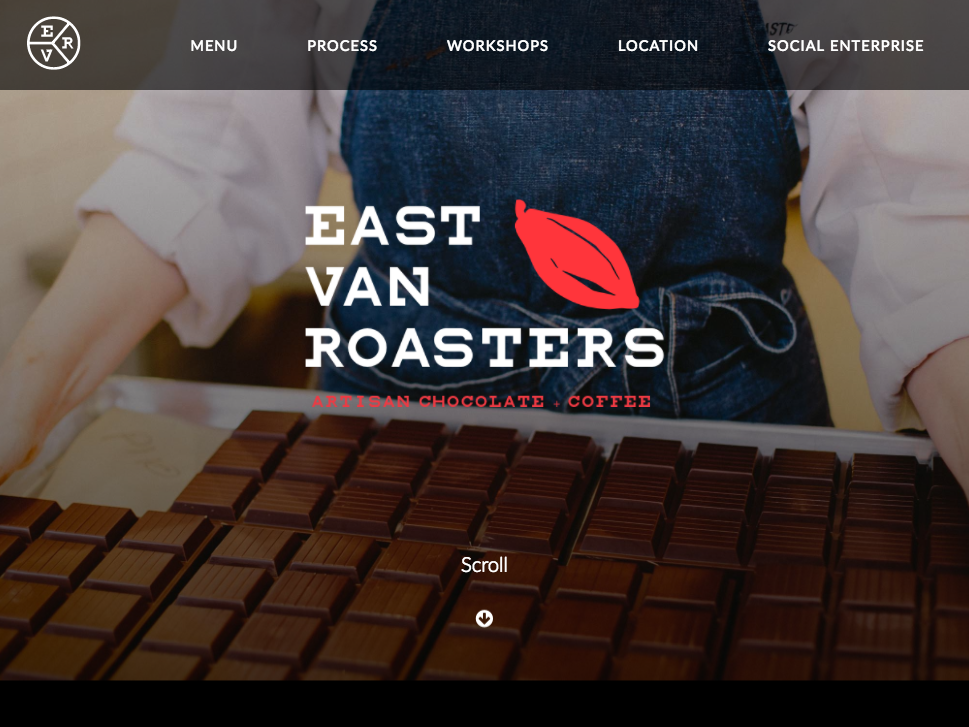 E R V
MENU PROCESS WORKSHOPS LOCATION SOCIAL ENTERPRISE
EAST
VAN
ROASTERS
ARTISAN CHOCOLATE + COFFEE
Scroll